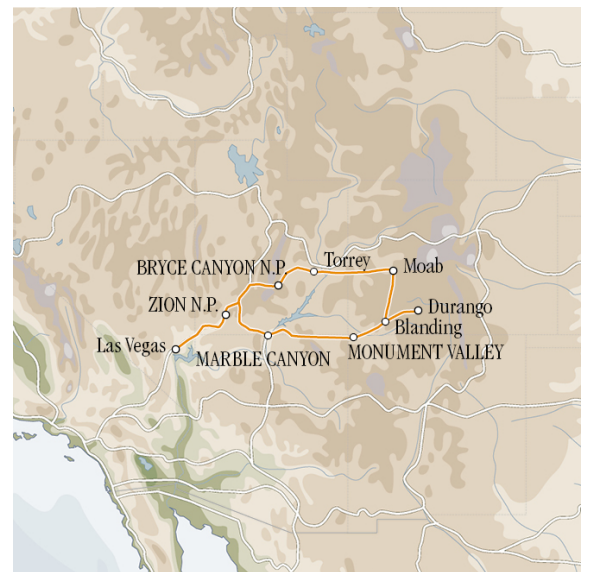 Torrey
BRYCE CANYON N.P.
Moab
ZION N.P.
Durango
Blanding
Las Vegas
MARBLE CANYON
MONUMENT VALLEY